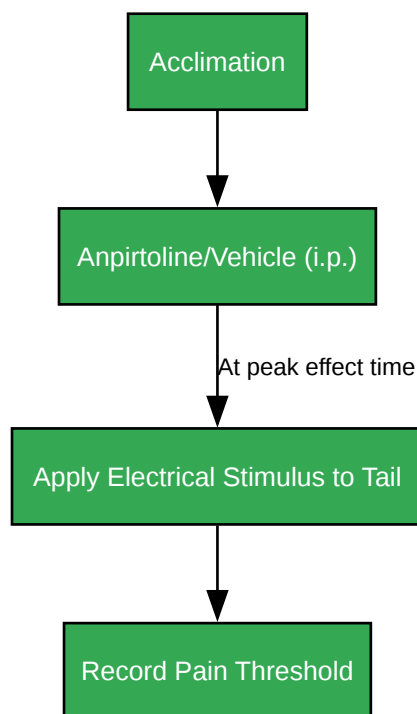 Acclimation
Anpirtoline/Vehicle (i.p.)
At peak effect time
Apply Electrical Stimulus to Tail
Record Pain Threshold